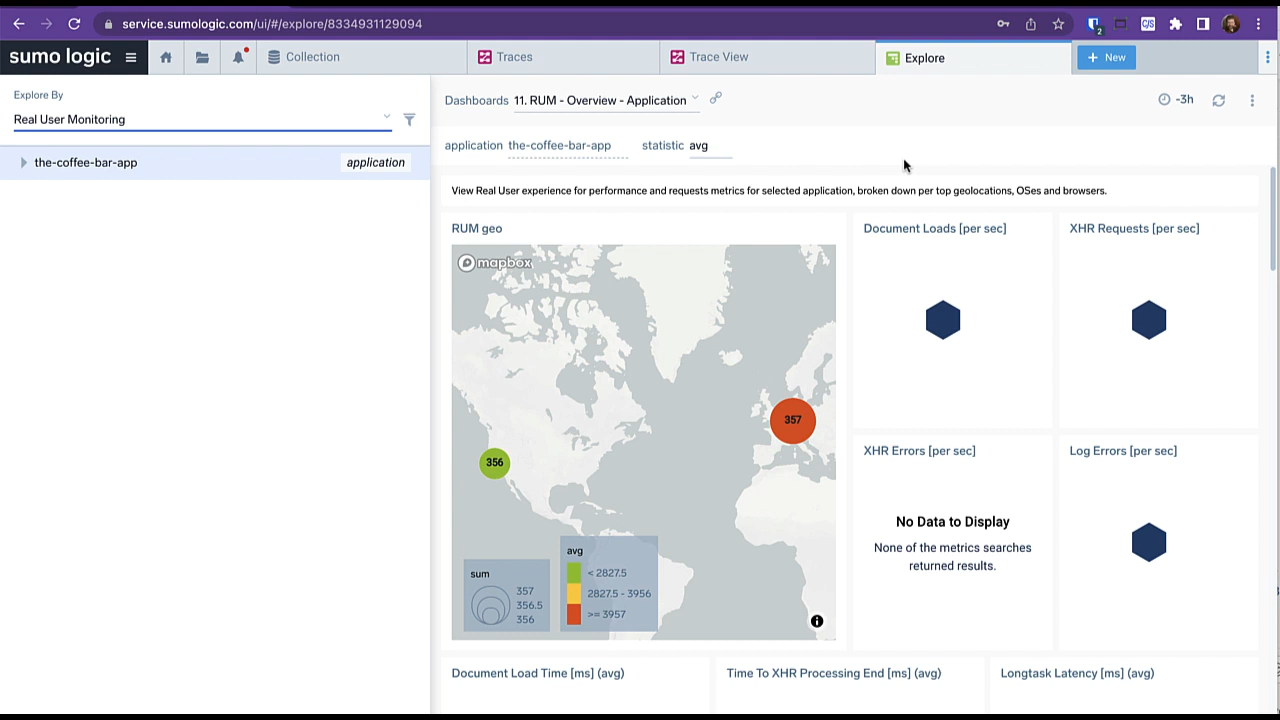 service.sumologic.com/ui/#/explore/8334931129094
2
CJS
sumo logic
Collection
Traces
Trace View
Explore
+ New
Explore By
Real User Monitoring
the-coffee-bar-app
application
Dashboards 11. RUM - Overview - Application
-3h
application the-coffee-bar-app statistic avg
View Real User experience for performance and requests metrics for selected application, broken down per top geolocations, OSes and browsers.
RUM geo
mapbox
357
356
sum
357
356.5
356
avg
< 2827.5
2827.5 - 3956
>= 3957
Document Loads [per sec]
XHR Requests [per sec]
XHR Errors [per sec]
No Data to Display
None of the metrics searches
returned results.
Log Errors [per sec]
Document Load Time [ms] (avg)
Time To XHR Processing End [ms] (avg)
Longtask Latency [ms] (avg)